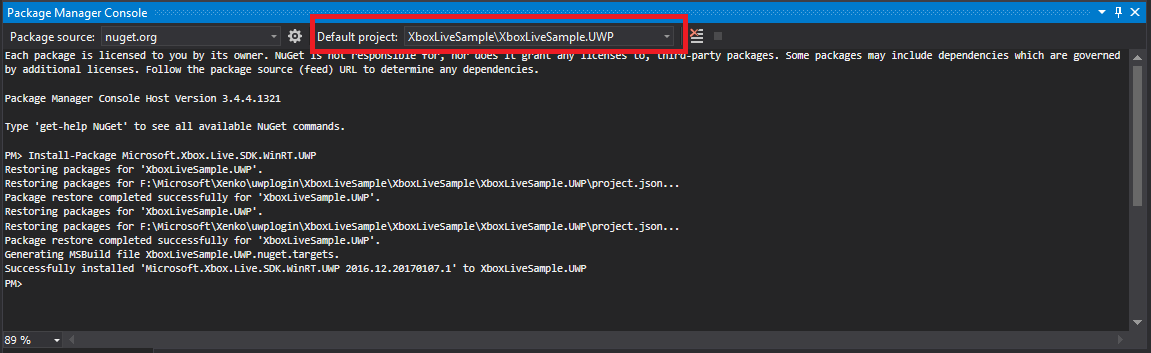 Package Manager Console
Package source: nuget.org
Default project: XboxLiveSample\XboxLiveSample.UWP
Each package is licensed to you by its owner. NuGet is not responsible for, nor does it grant any licenses to, third-party packages. Some packages may include dependencies which are governed
by additional licenses. Follow the package source (feed) URL to determine any dependencies.
Package Manager Console Host Version 3.4.4.1321
Type 'get-help NuGet' to see all available NuGet commands.
PM> Install-Package Microsoft.Xbox.Live.SDK.WinRT.UWP
Restoring packages for 'XboxLiveSample.UWP'.
Restoring packages for F:\Microsoft\Xenko\uwplogin\XboxLiveSample\XboxLiveSample\XboxLiveSample.UWP\project.json...
Package restore completed successfully for 'XboxLiveSample.UWP'.
Restoring packages for 'XboxLiveSample.UWP'.
Restoring packages for F:\Microsoft\Xenko\uwplogin\XboxLiveSample\XboxLiveSample\XboxLiveSample.UWP\project.json...
Package restore completed successfully for 'XboxLiveSample.UWP'.
Generating MSBuild file XboxLiveSample.UWP.nuget.targets.
Successfully installed 'Microsoft.Xbox.Live.SDK.WinRT.UWP 2016.12.20170107.1' to XboxLiveSample.UWP
PM>
89 %